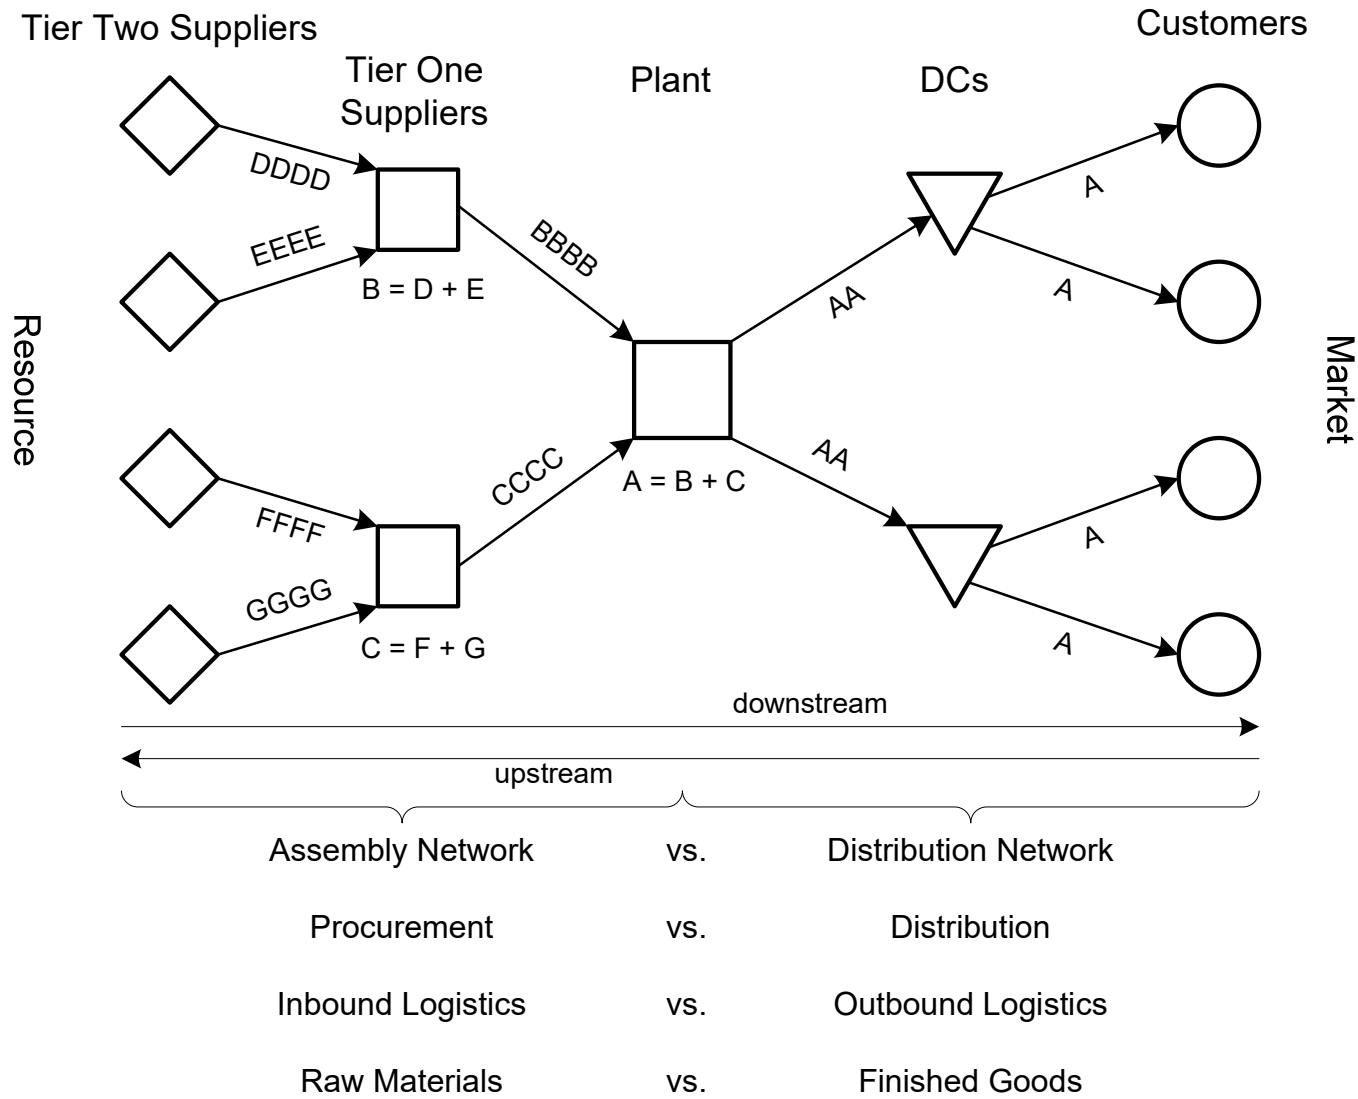 Tier Two Suppliers
Customers
Tier One
Suppliers
Plant
DCs
DDDD
EEEE
B = D + E
BBBB
A
A
AA
Resource
Market
AA
CCCC
A = B + C
FFFF
GGGG
C = F + G
A
A
downstream
upstream
Assembly Network vs. Distribution Network
Procurement vs. Distribution
Inbound Logistics vs. Outbound Logistics
Raw Materials vs. Finished Goods